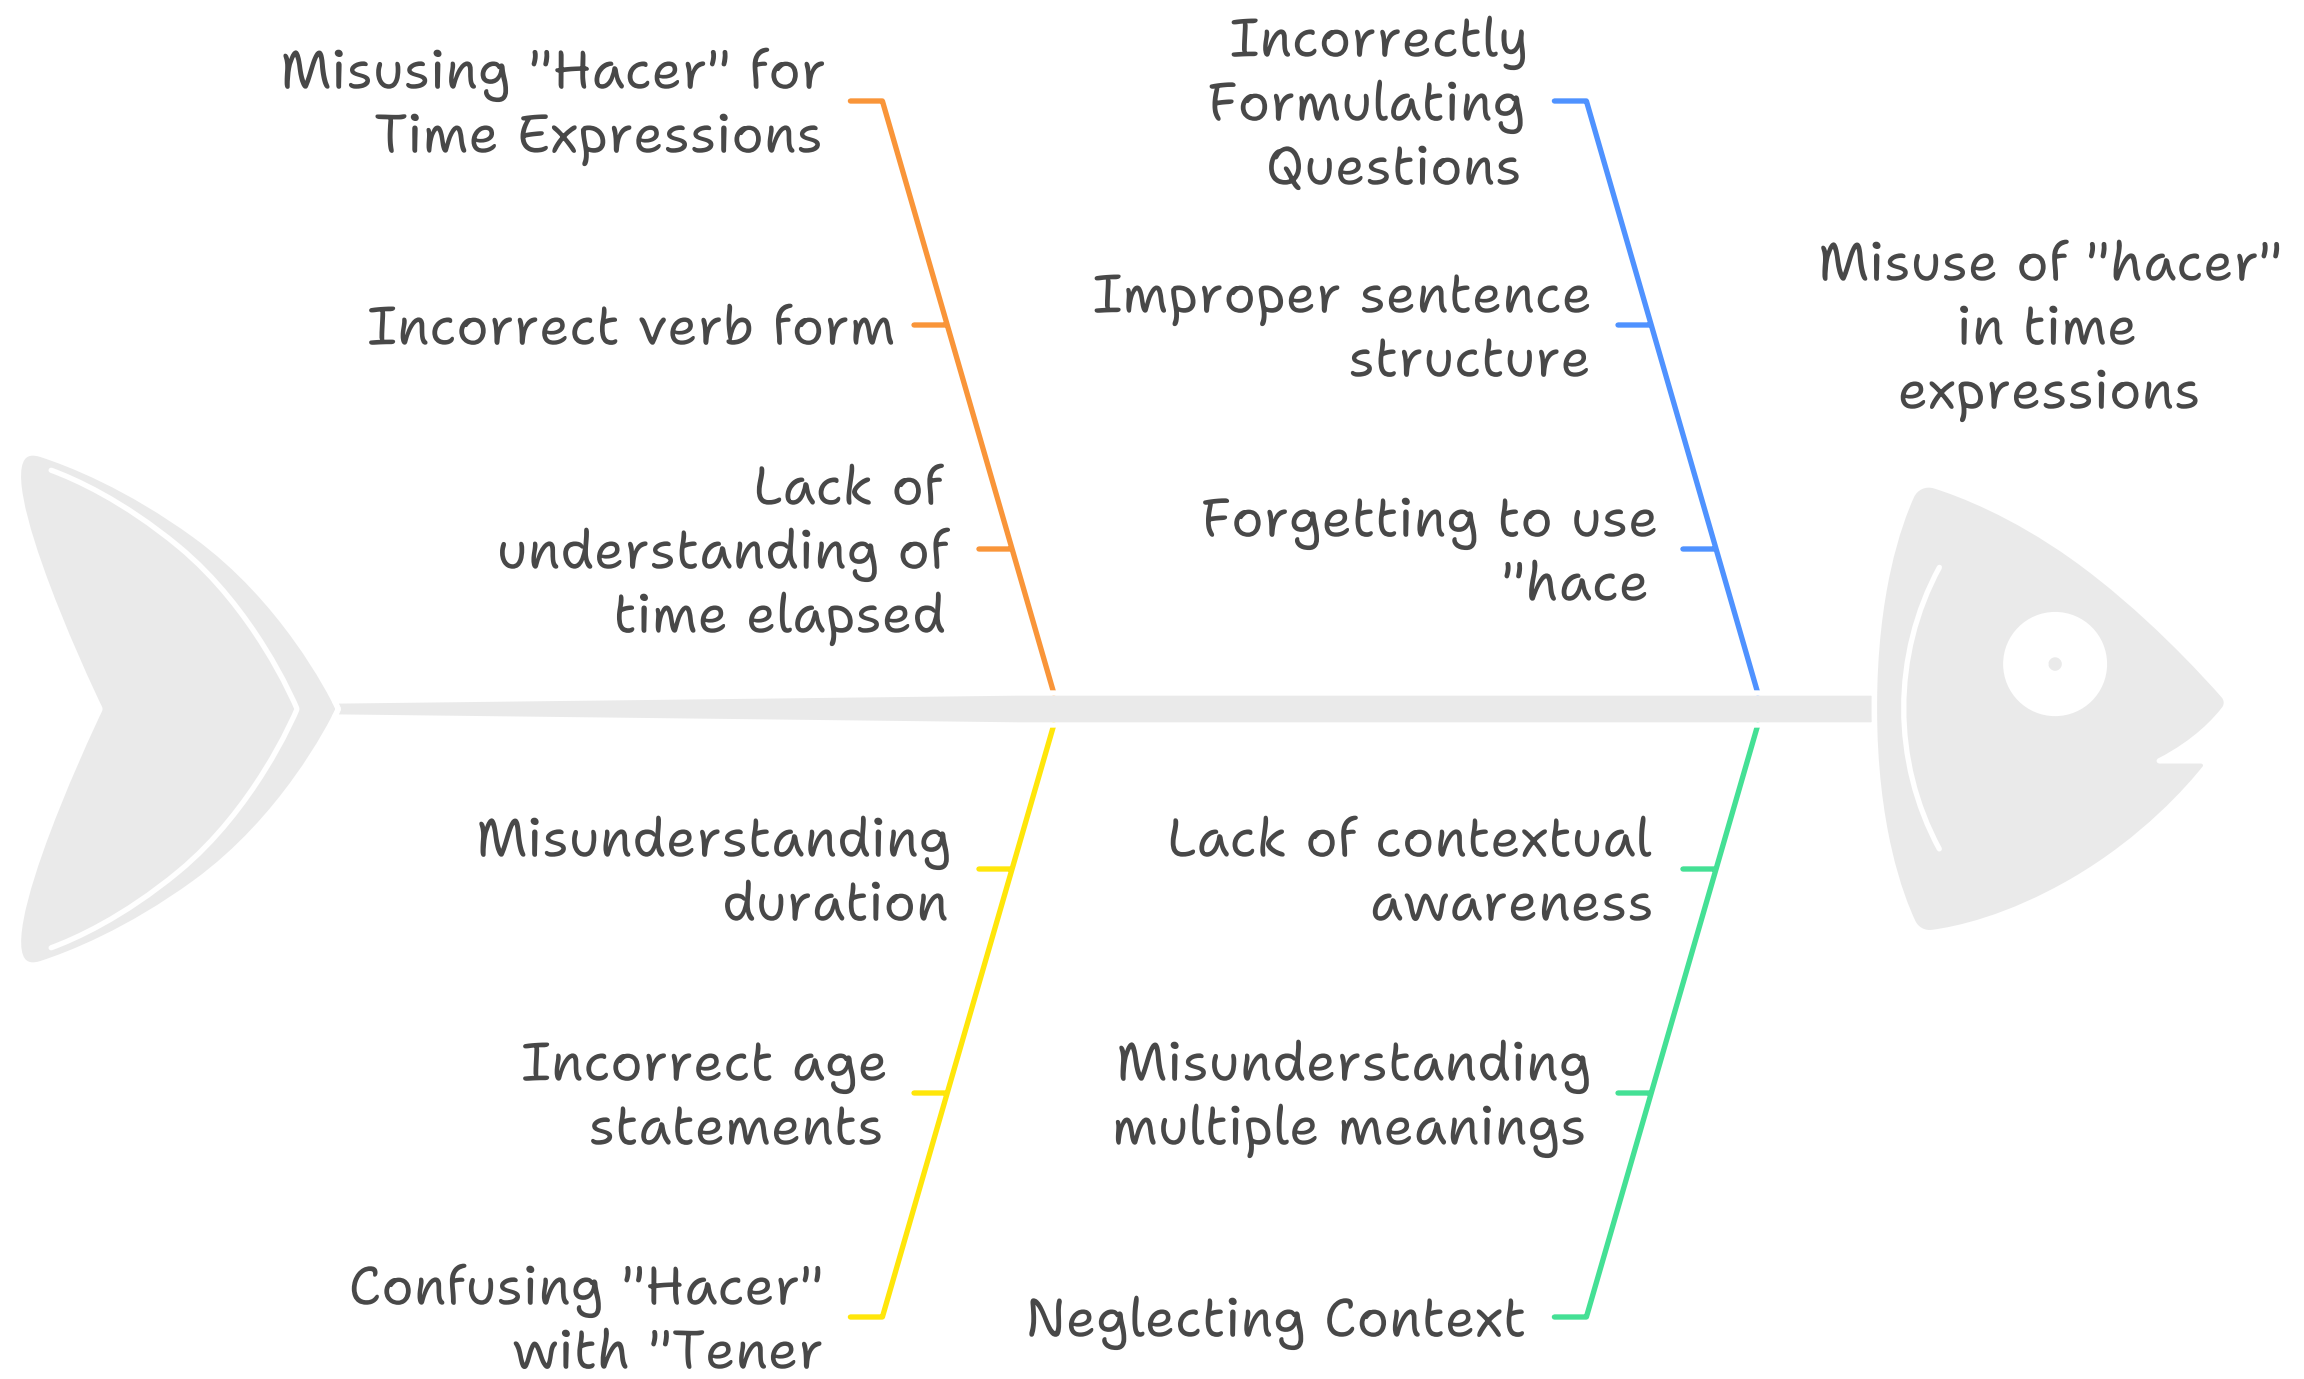 Misusing "Hacer" for
Time Expressions
Incorrect verb form
Lack of
understanding of
time elapsed
Incorrectly
Formulating
Questions
Improper sentence
structure
Forgetting to use
"hace
Misuse of "hacer"
in time
expressions
Misunderstanding
duration
Incorrect age
statements
Confusing "Hacer"
with "Tener
Lack of contextual
awareness
Misunderstanding
multiple meanings
Neglecting Context